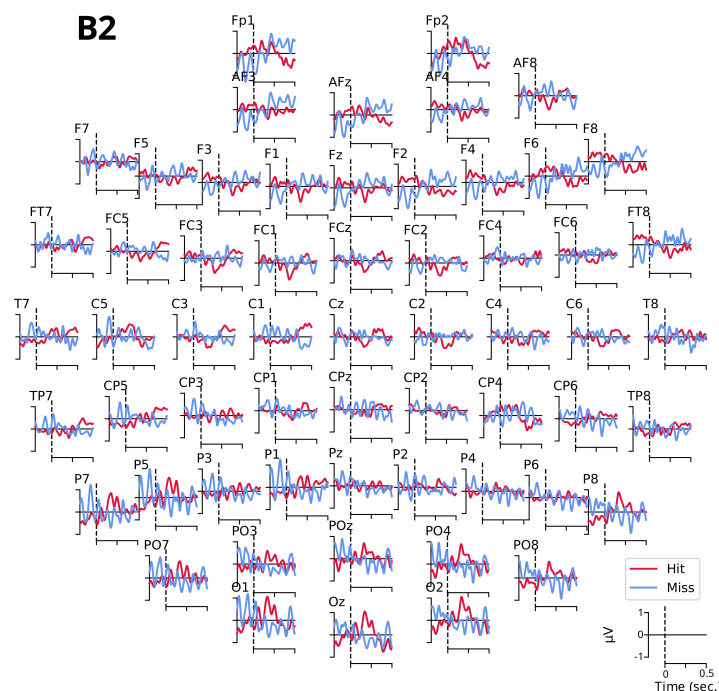 B2
Fp1 Fp2
AF3 AFz AF4 AF8
F7 F5 F3 F1 Fz F2 F4 F6 F8
FT7 FC5 FC3 FC1 FCz FC2 FC4 FC6 FT8
T7 C5 C3 C1 Cz C2 C4 C6 T8
TP7 CP5 CP3 CP1 CPz CP2 CP4 CP6 TP8
P7 P5 P3 P1 Pz P2 P4 P6 P8
PO7 PO3 POz PO4 PO8
O1 Oz O2
Hit
Miss
μV
1
0
-1
0 0.5
Time (sec.